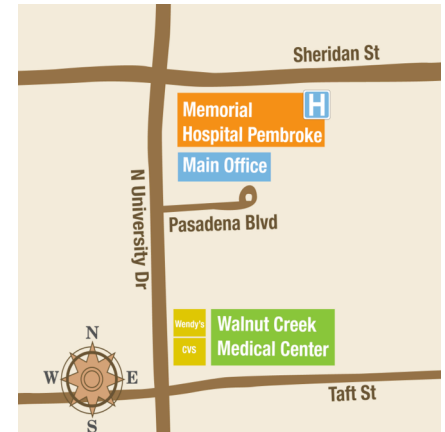 Sheridan St
Memorial
Hospital Pembroke
H
Main Office
N University Dr
Pasadena Blvd
Wendy's
CVS
Walnut Creek
Medical Center
Taft St
N
W
E
S